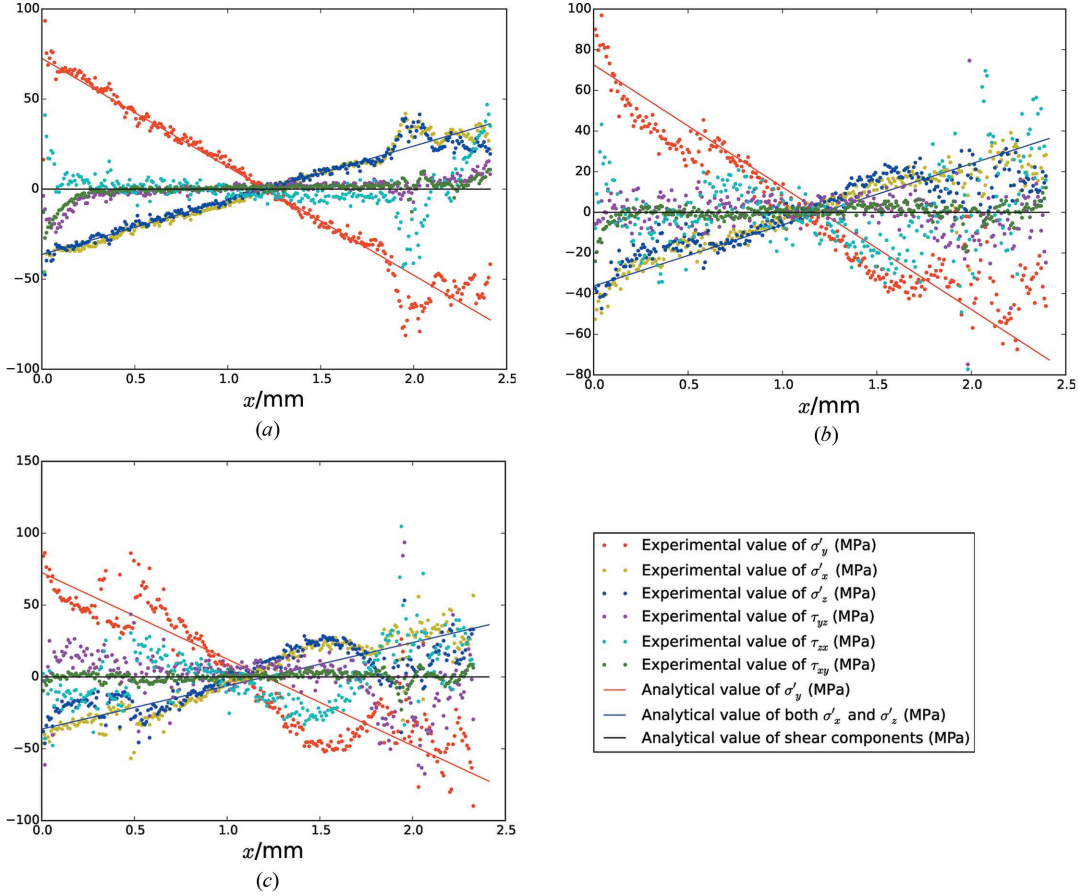 100
50
0
−50
−100
0.0 0.5 1.0 1.5 2.0 2.5
x/mm
(a)
100
80
60
40
20
0
−20
−40
−60
−80
0.0 0.5 1.0 1.5 2.0 2.5
x/mm
(b)
150
100
50
0
−50
−100
0.0 0.5 1.0 1.5 2.0 2.5
x/mm
(c)
Experimental value of σ′y (MPa)
Experimental value of σ′x (MPa)
Experimental value of σ′z (MPa)
Experimental value of τyz (MPa)
Experimental value of τzx (MPa)
Experimental value of τxy (MPa)
Analytical value of σ′y (MPa)
Analytical value of both σ′x and σ′z (MPa)
Analytical value of shear components (MPa)